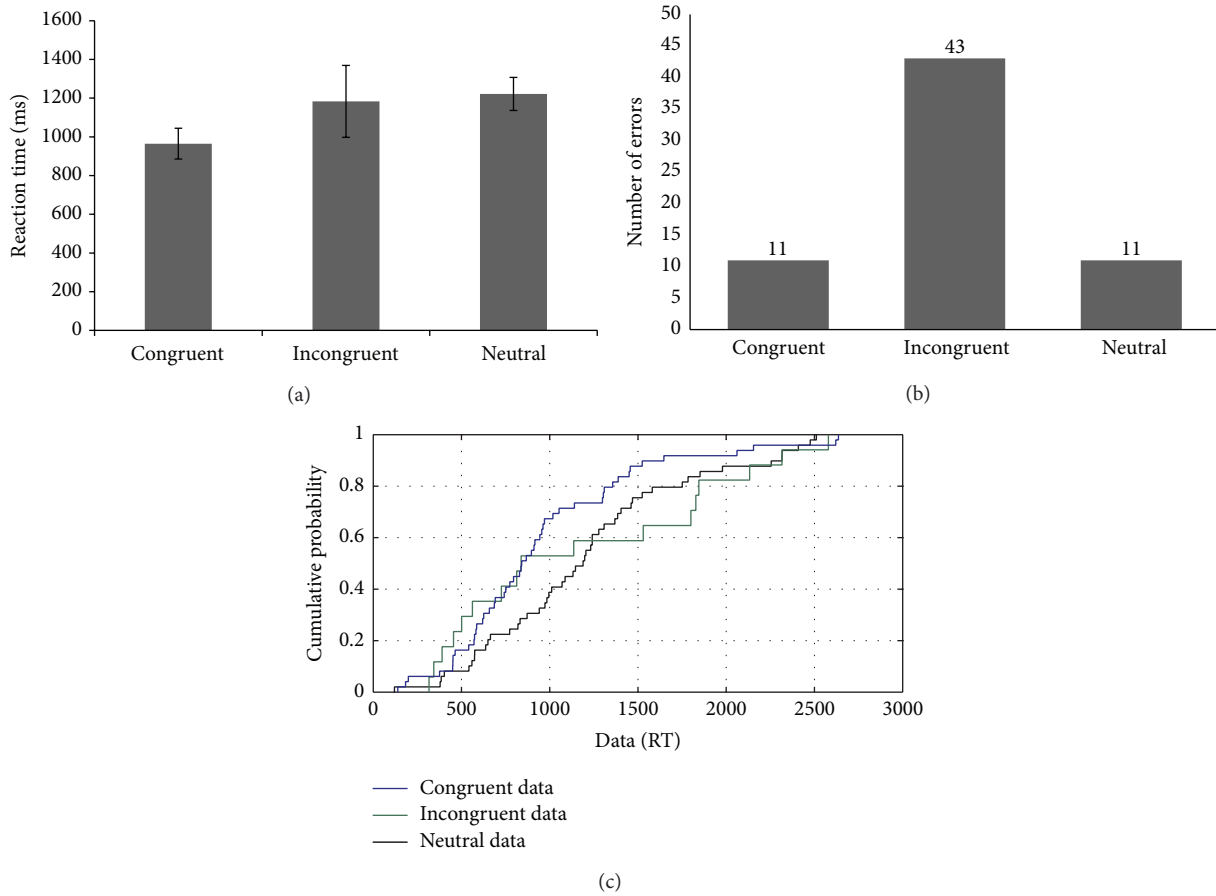 1600
1400
1200
1000
800
600
400
200
0
Reaction time (ms)
Congruent
Incongruent
Neutral
(a)
50
45
40
35
30
25
20
15
10
5
0
Number of errors
11
43
11
Congruent
Incongruent
Neutral
(b)
1
0.8
0.6
0.4
0.2
0
Cumulative probability
0 500 1000 1500 2000 2500 3000
Data (RT)
Congruent data
Incongruent data
Neutral data
(c)